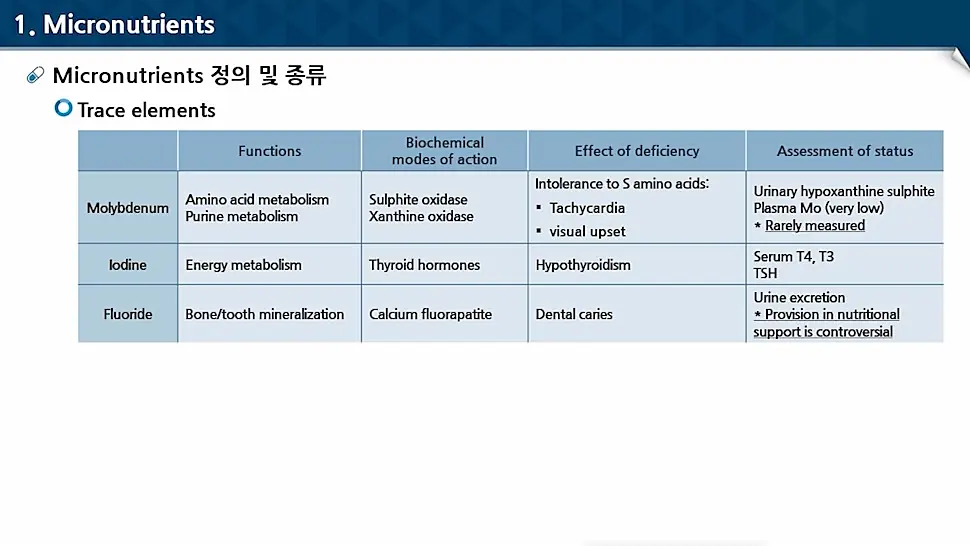 1. Micronutrients
Micronutrients 정의 및 종류
Trace elements
Functions
Biochemical
modes of action
Effect of deficiency
Assessment of status
Molybdenum
Amino acid metabolism
Purine metabolism
Sulphite oxidase
Xanthine oxidase
Intolerance to S amino acids:
▪ Tachycardia
▪ visual upset
Urinary hypoxanthine sulphite
Plasma Mo (very low)
* Rarely measured
Iodine
Energy metabolism
Thyroid hormones
Hypothyroidism
Serum T4, T3
TSH
Fluoride
Bone/tooth mineralization
Calcium fluorapatite
Dental caries
Urine excretion
* Provision in nutritional
support is controversial